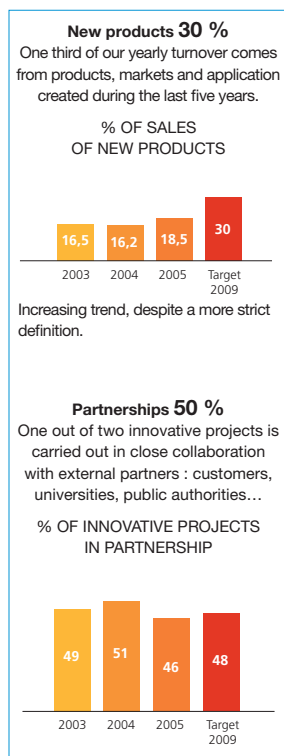 New products 30 %
One third of our yearly turnover comes
from products, markets and application
created during the last five years.
% OF SALES
OF NEW PRODUCTS
16,5 16,2 18,5 30
2003 2004 2005 Target
2009
Increasing trend, despite a more strict
definition.
Partnerships 50 %
One out of two innovative projects is
carried out in close collaboration
with external partners : customers,
universities, public authorities…
% OF INNOVATIVE PROJECTS
IN PARTNERSHIP
49 51 46 48
2003 2004 2005 Target
2009